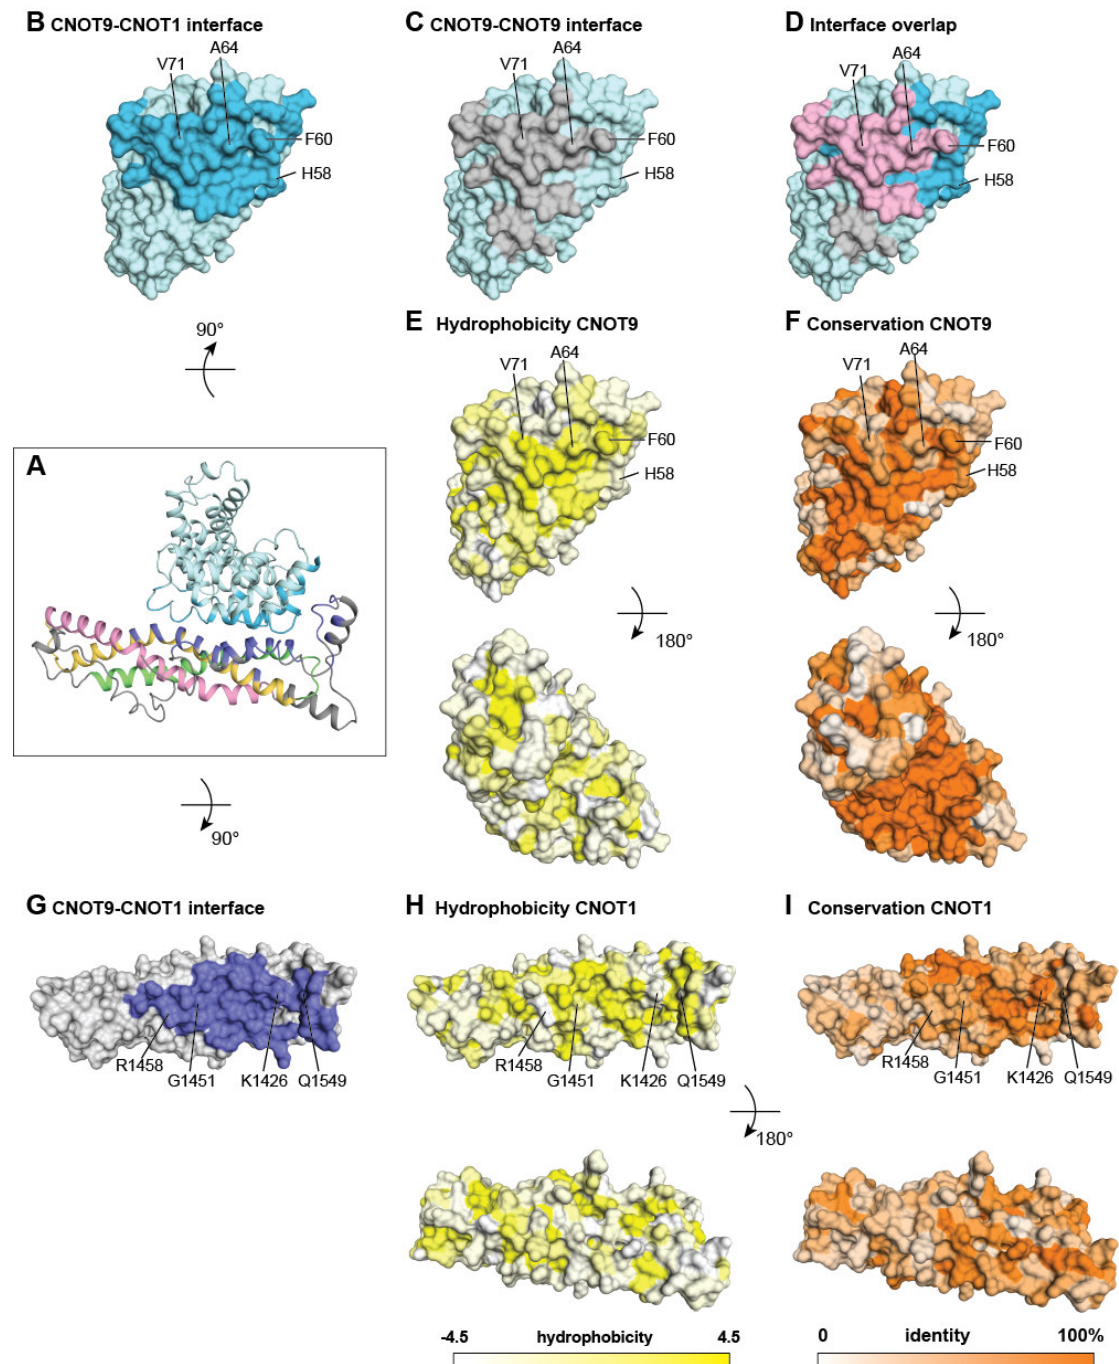 B CNOT9-CNOT1 interface
V71
A64
F60
H58
C CNOT9-CNOT9 interface
V71
A64
F60
H58
D Interface overlap
V71
A64
F60
H58
90°
E Hydrophobicity CNOT9
V71
A64
F60
H58
180°
F Conservation CNOT9
V71
A64
F60
H58
180°
A
90°
G CNOT9-CNOT1 interface
R1458
G1451
K1426
Q1549
H Hydrophobicity CNOT1
R1458
G1451
K1426
Q1549
180°
I Conservation CNOT1
R1458
G1451
K1426
Q1549
-4.5 hydrophobicity 4.5
0 identity 100%